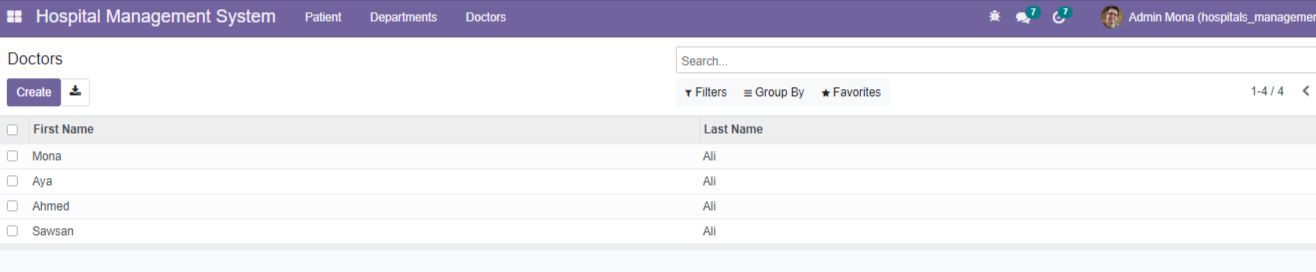 Hospital Management System Patient Departments Doctors 7 7 Admin Mona (hospitals_managemen
Doctors Search...
Create Filters Group By Favorites 1-4 / 4
First Name Last Name
Mona Ali
Aya Ali
Ahmed Ali
Sawsan Ali